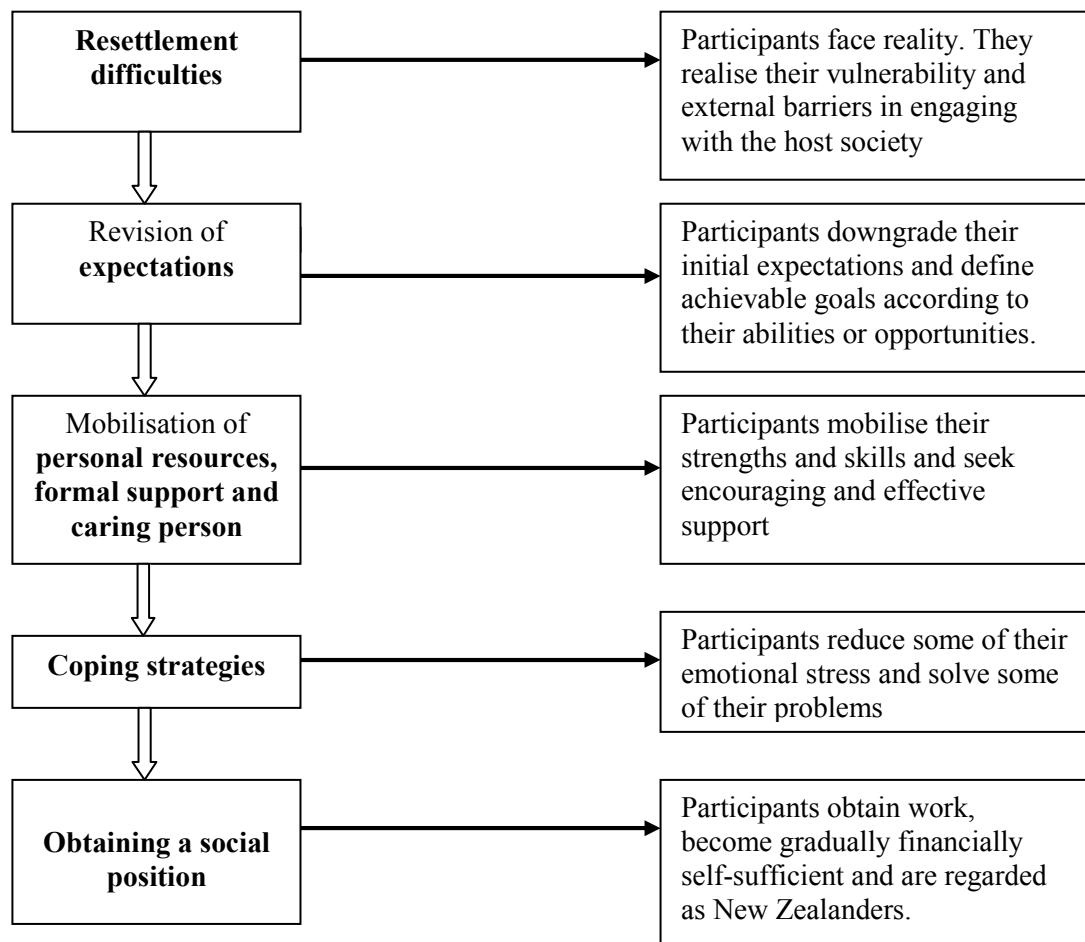 Resettlement
difficulties
Participants face reality. They
realise their vulnerability and
external barriers in engaging
with the host society
Revision of
expectations
Participants downgrade their
initial expectations and define
achievable goals according to
their abilities or opportunities.
Mobilisation of
personal resources,
formal support and
caring person
Participants mobilise their
strengths and skills and seek
encouraging and effective
support
Coping strategies
Participants reduce some of their
emotional stress and solve some
of their problems
Obtaining a social
position
Participants obtain work,
become gradually financially
self-sufficient and are regarded
as New Zealanders.